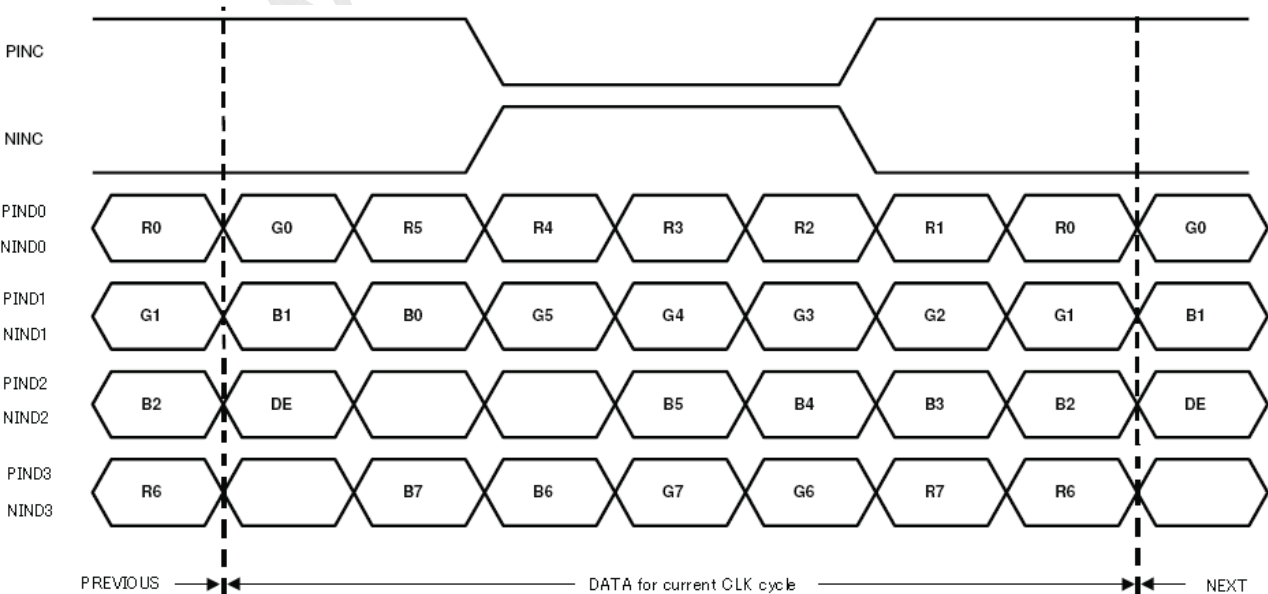 PINC
NINC
PIND0
R0 G0 R5 R4 R3 R2 R1 R0 G0
NIND0
PIND1
G1 B1 B0 G5 G4 G3 G2 G1 B1
NIND1
PIND2
B2 DE B5 B4 B3 B2 DE
NIND2
PIND3
R6 B7 B6 G7 G6 R7 R6
NIND3
PREVIOUS DATA for current CLK cycle NEXT